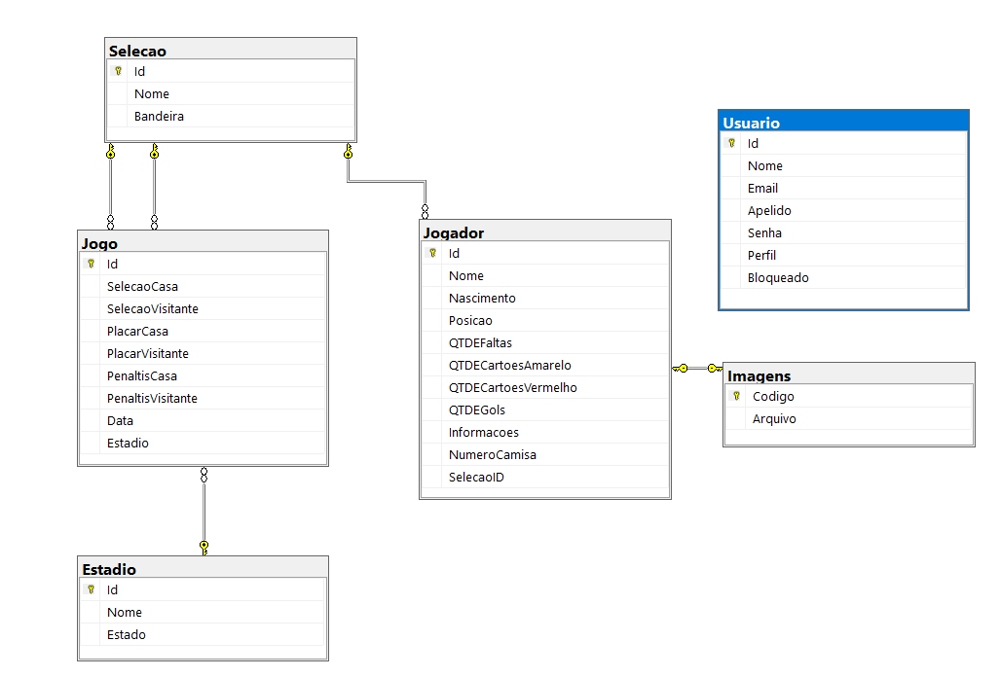 Selecao
Id
Nome
Bandeira
Jogo
Id
SelecaoCasa
SelecaoVisitante
PlacarCasa
PlacarVisitante
PenaltisCasa
PenaltisVisitante
Data
Estadio
Estadio
Id
Nome
Estado
Jogador
Id
Nome
Nascimento
Posicao
QTDEFaltas
QTDECartoesAmarelo
QTDECartoesVermelho
QTDEGols
Informacoes
NumeroCamisa
SelecaoID
Usuario
Id
Nome
Email
Apelido
Senha
Perfil
Bloqueado
Imagens
Codigo
Arquivo